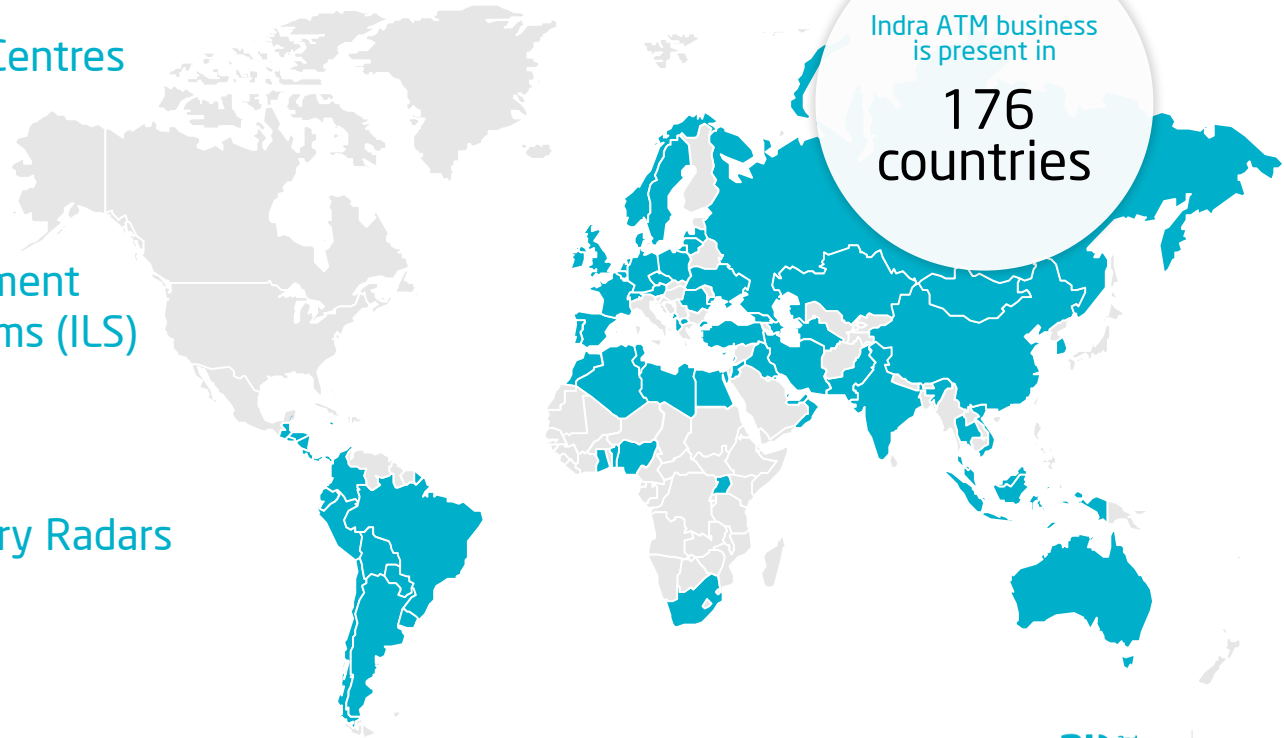 Centres
Indra ATM business
is present in
176
countries
ment
ms (ILS)
ry Radars